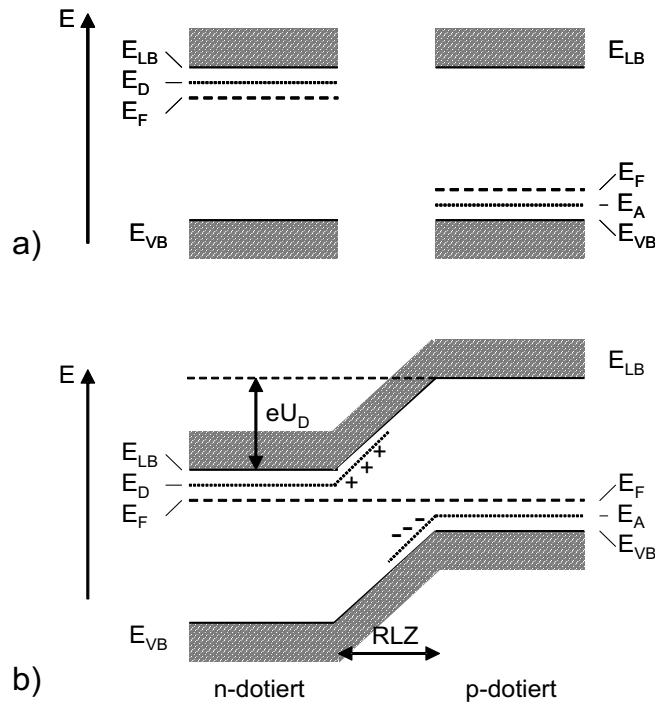 E
E_LB
E_D
E_F
E_VB
E_LB
E_F
E_A
E_VB
a)
E
eU_D
E_LB
E_D
E_F
E_VB
+ + +
- - -
E_LB
E_F
E_A
E_VB
RLZ
b)
n-dotiert
p-dotiert